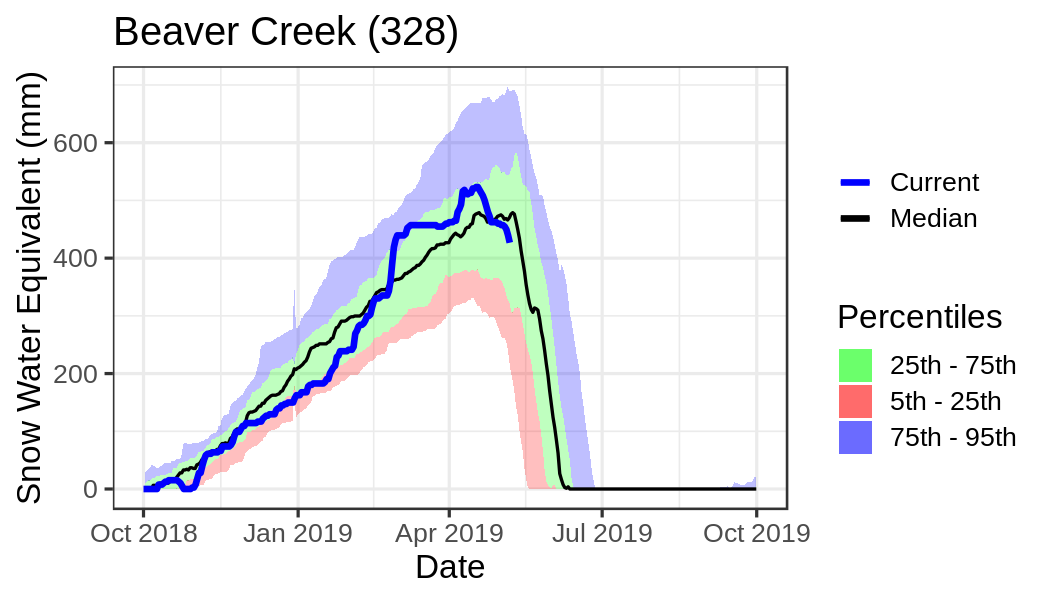 Beaver Creek (328)
Snow Water Equivalent (mm)
600
400
200
0
Oct 2018
Jan 2019
Apr 2019
Jul 2019
Oct 2019
Date
Current
Median
Percentiles
25th - 75th
5th - 25th
75th - 95th